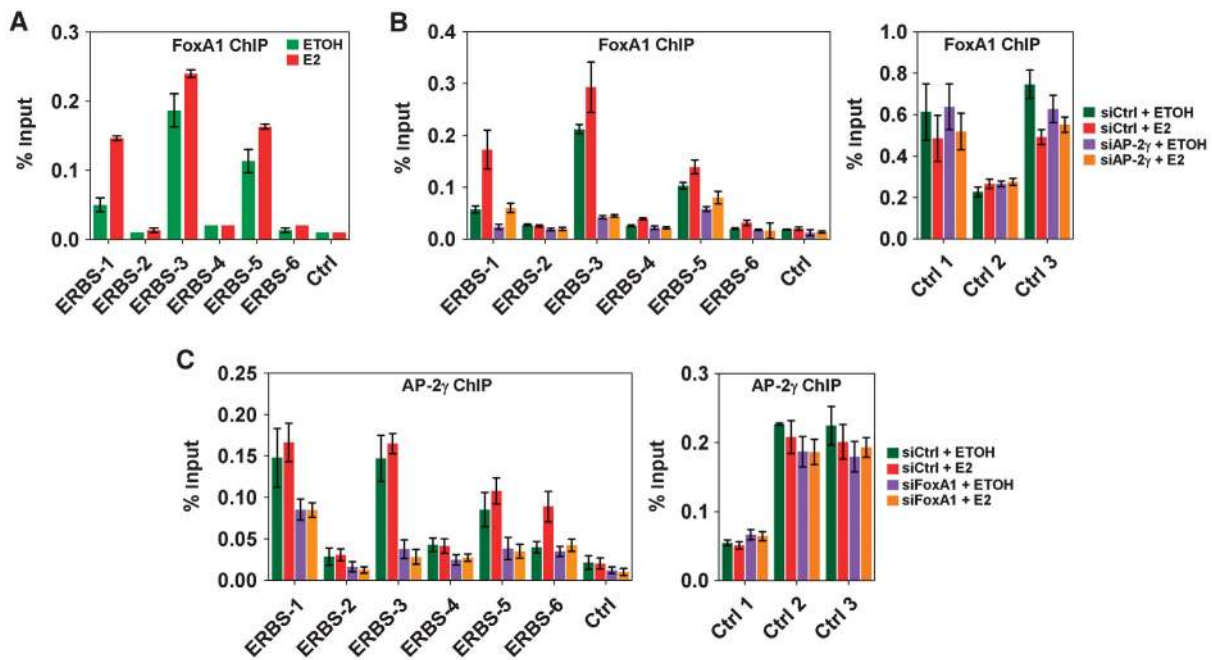 A
FoxA1 ChIP
ETOH
E2
% Input
0.3
0.2
0.1
0.0
ERBS-1
ERBS-2
ERBS-3
ERBS-4
ERBS-5
ERBS-6
Ctrl
B
FoxA1 ChIP
% Input
0.4
0.3
0.2
0.1
0.0
ERBS-1
ERBS-2
ERBS-3
ERBS-4
ERBS-5
ERBS-6
Ctrl
FoxA1 ChIP
% Input
1.0
0.8
0.6
0.4
0.2
0.0
Ctrl 1
Ctrl 2
Ctrl 3
siCtrl + ETOH
siCtrl + E2
siAP-2γ + ETOH
siAP-2γ + E2
C
AP-2γ ChIP
% Input
0.25
0.20
0.15
0.10
0.05
0.00
ERBS-1
ERBS-2
ERBS-3
ERBS-4
ERBS-5
ERBS-6
Ctrl
AP-2γ ChIP
% Input
0.3
0.2
0.1
0.0
Ctrl 1
Ctrl 2
Ctrl 3
siCtrl + ETOH
siCtrl + E2
siFoxA1 + ETOH
siFoxA1 + E2